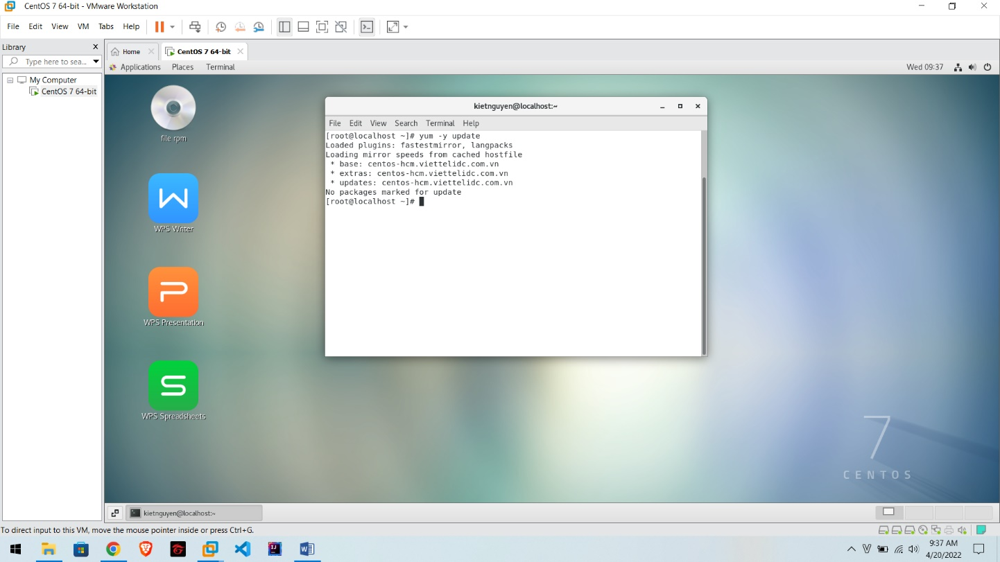 CentOS 7 64-bit - VMware Workstation
File Edit View VM Tabs Help
Library
Type here to sea...
My Computer
CentOS 7 64-bit
Home
CentOS 7 64-bit
Applications Places Terminal
Wed 09:37
file rpm
WPS Writer
WPS Presentation
WPS Spreadsheets
kietnguyen@localhost:~
File Edit View Search Terminal Help
[root@localhost ~]# yum -y update
Loaded plugins: fastestmirror, langpacks
Loading mirror speeds from cached hostfile
* base: centos-hcm.viettelidc.com.vn
* extras: centos-hcm.viettelidc.com.vn
* updates: centos-hcm.viettelidc.com.vn
No packages marked for update
[root@localhost ~]#
7
CENTOS
kietnguyen@localhost:~
To direct input to this VM, move the mouse pointer inside or press Ctrl+G.
9:37 AM
4/20/2022